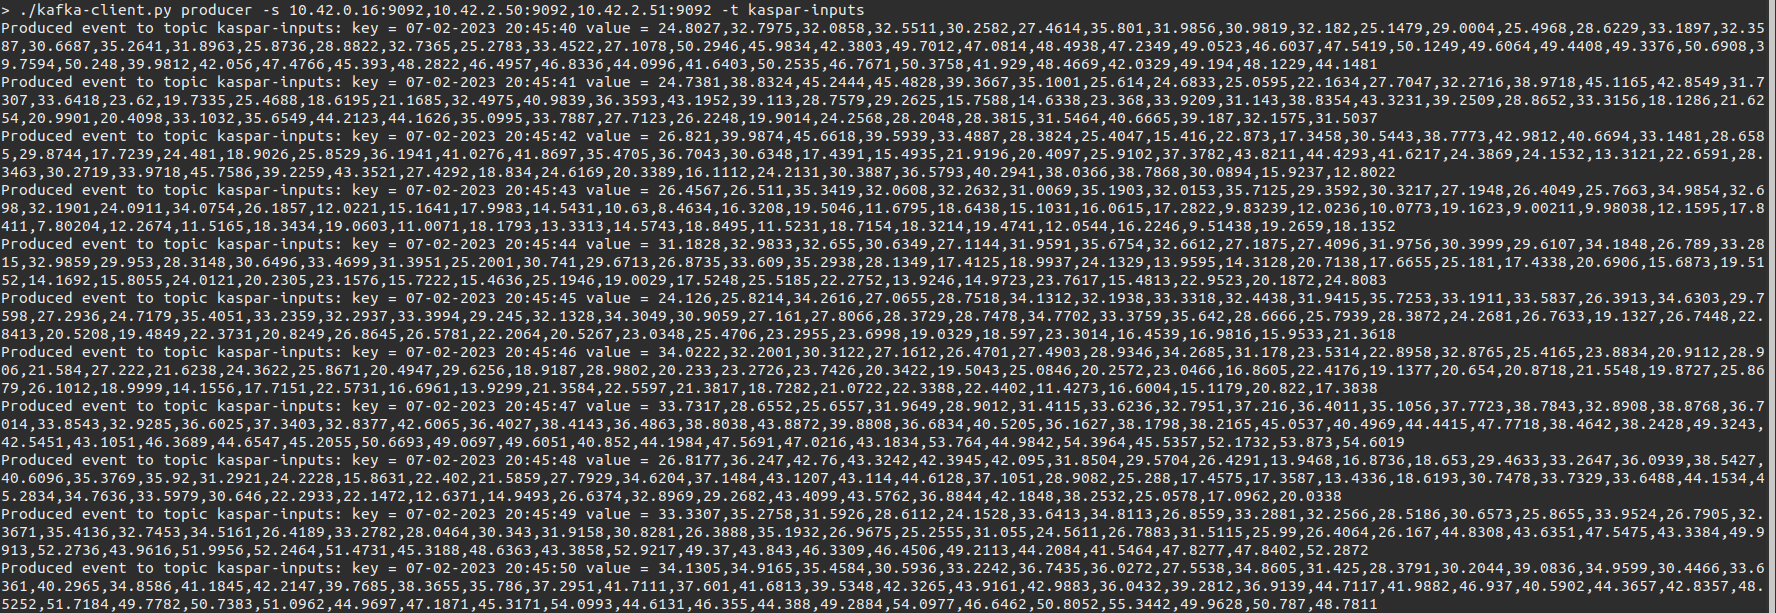 > ./kafka-client.py producer -s 10.42.0.16:9092,10.42.2.50:9092,10.42.2.51:9092 -t kaspar-inputs
Produced event to topic kaspar-inputs: key = 07-02-2023 20:45:40 value = 24.8027,32.7975,32.0858,32.5511,30.2582,27.4614,35.801,31.9856,30.9819,32.182,25.1479,29.0004,25.4968,28.6229,33.1897,32.35
87,30.6687,35.2641,31.8963,25.8736,28.8822,32.7365,25.2783,33.4522,27.1078,50.2946,45.9834,42.3803,49.7012,47.0814,48.4938,47.2349,49.0523,46.6037,47.5419,50.1249,49.6064,49.4408,49.3376,50.6908,3
9.7594,50.248,39.9812,42.056,47.4766,45.393,48.2822,46.4957,46.8336,44.0996,41.6403,50.2535,46.7671,50.3758,41.929,48.4669,42.0329,49.194,48.1229,44.1481
Produced event to topic kaspar-inputs: key = 07-02-2023 20:45:41 value = 24.7381,38.8324,45.2444,45.4828,39.3667,35.1001,25.614,24.6833,25.0595,22.1634,27.7047,32.2716,38.9718,45.1165,42.8549,31.7
307,33.6418,23.62,19.7335,25.4688,18.6195,21.1685,32.4975,40.9839,36.3593,43.1952,39.113,28.7579,29.2625,15.7588,14.6338,23.368,33.9209,31.143,38.8354,43.3231,39.2509,28.8652,33.3156,18.1286,21.62
54,20.9901,20.4098,33.1032,35.6549,44.2123,44.1626,35.0995,33.7887,27.7123,26.2248,19.9014,24.2568,28.2048,28.3815,31.5464,40.6665,39.187,32.1575,31.5037
Produced event to topic kaspar-inputs: key = 07-02-2023 20:45:42 value = 26.821,39.9874,45.6618,39.5939,33.4887,28.3824,25.4047,15.416,22.873,17.3458,30.5443,38.7773,42.9812,40.6694,33.1481,28.658
5,29.8744,17.7239,24.481,18.9026,25.8529,36.1941,41.0276,41.8697,35.4705,36.7043,30.6348,17.4391,15.4935,21.9196,20.4097,25.9102,37.3782,43.8211,44.4293,41.6217,24.3869,24.1532,13.3121,22.6591,28.
3463,30.2719,33.9718,45.7586,39.2259,43.3521,27.4292,18.834,24.6169,20.3389,16.1112,24.2131,30.3887,36.5793,40.2941,38.0366,38.7868,30.0894,15.9237,12.8022
Produced event to topic kaspar-inputs: key = 07-02-2023 20:45:43 value = 26.4567,26.511,35.3419,32.0608,32.2632,31.0069,35.1903,32.0153,35.7125,29.3592,30.3217,27.1948,26.4049,25.7663,34.9854,32.6
98,32.1901,24.0911,34.0754,26.1857,12.0221,15.1641,17.9983,14.5431,10.63,8.4634,16.3208,19.5046,11.6795,18.6438,15.1031,16.0615,17.2822,9.83239,12.0236,10.0773,19.1623,9.00211,9.98038,12.1595,17.8
411,7.80204,12.2674,11.5165,18.3434,19.0603,11.0071,18.1793,13.3313,14.5743,18.8495,11.5231,18.7154,18.3214,19.4741,12.0544,16.2246,9.51438,19.2659,18.1352
Produced event to topic kaspar-inputs: key = 07-02-2023 20:45:44 value = 31.1828,32.9833,32.655,30.6349,27.1144,31.9591,35.6754,32.6612,27.1875,27.4096,31.9756,30.3999,29.6107,34.1848,26.789,33.28
15,32.9859,29.953,28.3148,30.6496,33.4699,31.3951,25.2001,30.741,29.6713,26.8735,33.609,35.2938,28.1349,17.4125,18.9937,24.1329,13.9595,14.3128,20.7138,17.6655,25.181,17.4338,20.6906,15.6873,19.51
52,14.1692,15.8055,24.0121,20.2305,23.1576,15.7222,15.4636,25.1946,19.0029,17.5248,25.5185,22.2752,13.9246,14.9723,23.7617,15.4813,22.9523,20.1872,24.8083
Produced event to topic kaspar-inputs: key = 07-02-2023 20:45:45 value = 24.126,25.8214,34.2616,27.0655,28.7518,34.1312,32.1938,33.3318,32.4438,31.9415,35.7253,33.1911,33.5837,26.3913,34.6303,29.7
598,27.2936,24.7179,35.4051,33.2359,32.2937,33.3994,29.245,32.1328,34.3049,30.9059,27.161,27.8066,28.3729,28.7478,34.7702,33.3759,35.642,28.6666,25.7939,28.3872,24.2681,26.7633,19.1327,26.7448,22.
8413,20.5208,19.4849,22.3731,20.8249,26.8645,26.5781,22.2064,20.5267,23.0348,25.4706,23.2955,23.6998,19.0329,18.597,23.3014,16.4539,16.9816,15.9533,21.3618
Produced event to topic kaspar-inputs: key = 07-02-2023 20:45:46 value = 34.0222,32.2001,30.3122,27.1612,26.4701,27.4903,28.9346,34.2685,31.178,23.5314,22.8958,32.8765,25.4165,23.8834,20.9112,28.9
06,21.584,27.222,21.6238,24.3622,25.8671,20.4947,29.6256,18.9187,28.9802,20.233,23.2726,23.7426,20.3422,19.5043,25.0846,20.2572,23.0466,16.8605,22.4176,19.1377,20.654,20.8718,21.5548,19.8727,25.86
79,26.1012,18.9999,14.1556,17.7151,22.5731,16.6961,13.9299,21.3584,22.5597,21.3817,18.7282,21.0722,22.3388,22.4402,11.4273,16.6004,15.1179,20.822,17.3838
Produced event to topic kaspar-inputs: key = 07-02-2023 20:45:47 value = 33.7317,28.6552,25.6557,31.9649,28.9012,31.4115,33.6236,32.7951,37.216,36.4011,35.1056,37.7723,38.7843,32.8908,38.8768,36.7
014,33.8543,32.9285,36.6025,37.3403,32.8377,42.6065,36.4027,38.4143,36.4863,38.8038,43.8872,39.8808,36.6834,40.5205,36.1627,38.1798,38.2165,45.0537,40.4969,44.4415,47.7718,38.4642,38.2428,49.3243,
42.5451,43.1051,46.3689,44.6547,45.2055,50.6693,49.0697,49.6051,40.852,44.1984,47.5691,47.0216,43.1834,53.764,44.9842,54.3964,45.5357,52.1732,53.873,54.6019
Produced event to topic kaspar-inputs: key = 07-02-2023 20:45:48 value = 26.8177,36.247,42.76,43.3242,42.3945,42.095,31.8504,29.5704,26.4291,13.9468,16.8736,18.653,29.4633,33.2647,36.0939,38.5427,
40.6096,35.3769,35.92,31.2921,24.2228,15.8631,22.402,21.5859,27.7929,34.6204,37.1484,43.1207,43.114,44.6128,37.1051,28.9082,25.288,17.4575,17.3587,13.4336,18.6193,30.7478,33.7329,33.6488,44.1534,4
5.2834,34.7636,33.5979,30.646,22.2933,22.1472,12.6371,14.9493,26.6374,32.8969,29.2682,43.4099,43.5762,36.8844,42.1848,38.2532,25.0578,17.0962,20.0338
Produced event to topic kaspar-inputs: key = 07-02-2023 20:45:49 value = 33.3307,35.2758,31.5926,28.6112,24.1528,33.6413,34.8113,26.8559,33.2881,32.2566,28.5186,30.6573,25.8655,33.9524,26.7905,32.
3671,35.4136,32.7453,34.5161,26.4189,33.2782,28.0464,30.343,31.9158,30.8281,26.3888,35.1932,26.9675,25.2555,31.055,24.5611,26.7883,31.5115,25.99,26.4064,26.167,44.8308,43.6351,47.5475,43.3384,49.9
913,52.2736,43.9616,51.9956,52.2464,51.4731,45.3188,48.6363,43.3858,52.9217,49.37,43.843,46.3309,46.4506,49.2113,44.2084,41.5464,47.8277,47.8402,52.2872
Produced event to topic kaspar-inputs: key = 07-02-2023 20:45:50 value = 34.1305,34.9165,35.4584,30.5936,33.2242,36.7435,36.0272,27.5538,34.8605,31.425,28.3791,30.2044,39.0836,34.9599,30.4466,33.6
361,40.2965,34.8586,41.1845,42.2147,39.7685,38.3655,35.786,37.2951,41.7111,37.601,41.6813,39.5348,42.3265,43.9161,42.9883,36.0432,39.2812,36.9139,44.7117,41.9882,46.937,40.5902,44.3657,42.8357,48.
5252,51.7184,49.7782,50.7383,51.0962,44.9697,47.1871,45.3171,54.0993,44.6131,46.355,44.388,49.2884,54.0977,46.6462,50.8052,55.3442,49.9628,50.787,48.7811